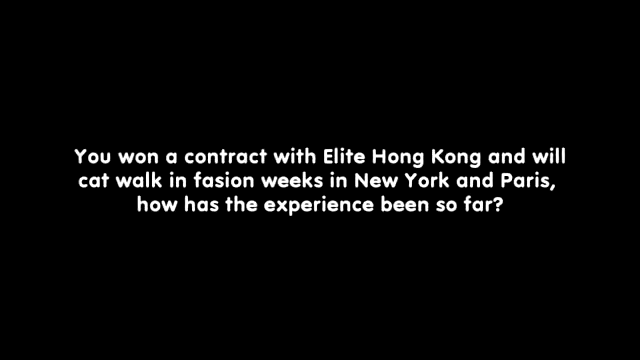 You won a contract with Elite Hong Kong and will
cat walk in fasion weeks in New York and Paris,
how has the experience been so far?